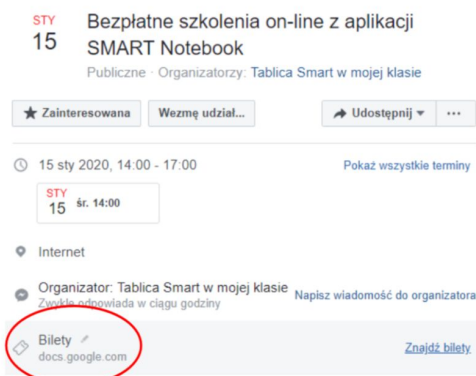 STY
15
Bezpłatne szkolenia on-line z aplikacji
SMART Notebook
Publiczne · Organizatorzy: Tablica Smart w mojej klasie
Zainteresowana
Wezmę udział...
Udostępnij
...
15 sty 2020, 14:00 - 17:00
Pokaż wszystkie terminy
STY
15
śr. 14:00
Internet
Organizator: Tablica Smart w mojej klasie
Zwykle odpowiada w ciągu godziny
Napisz wiadomość do organizatora
Bilety
docs.google.com
Znajdź bilety